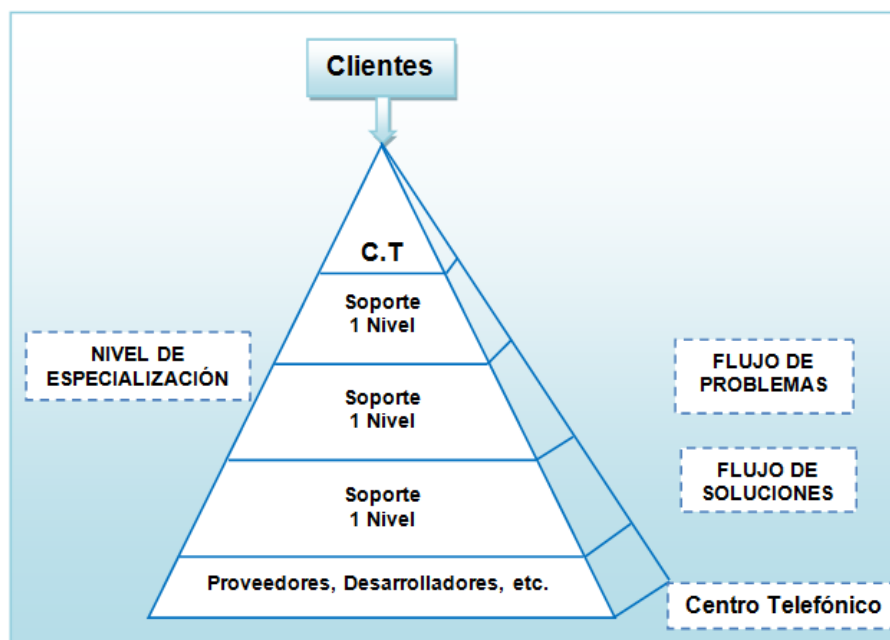 Clientes
C.T
Soporte
1 Nivel
NIVEL DE
ESPECIALIZACIÓN
FLUJO DE
PROBLEMAS
Soporte
1 Nivel
FLUJO DE
SOLUCIONES
Soporte
1 Nivel
Proveedores, Desarrolladores, etc.
Centro Telefónico